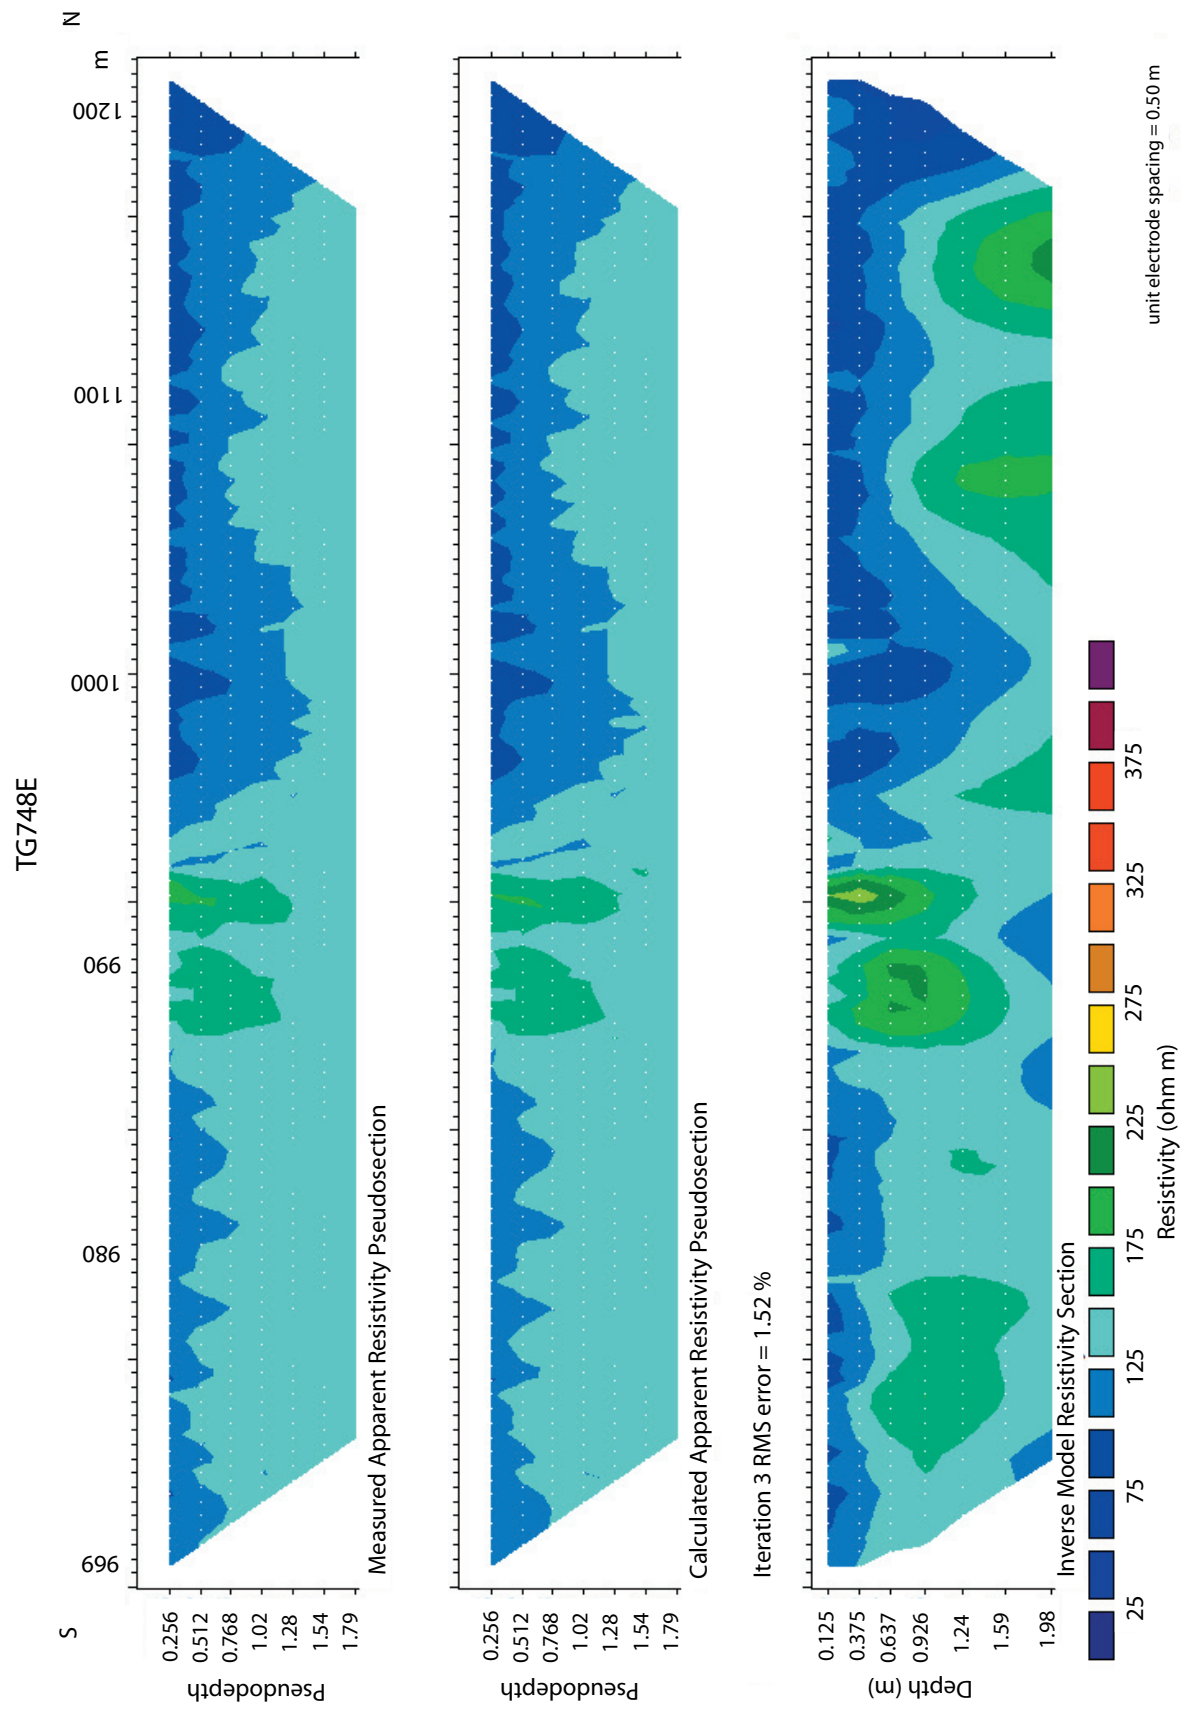 TG748E
S N
969 980 990 1000 1100 1200 m
Pseudodepth
0.256
0.512
0.768
1.02
1.28
1.54
1.79
Measured Apparent Resistivity Pseudosection
Pseudodepth
0.256
0.512
0.768
1.02
1.28
1.54
1.79
Calculated Apparent Resistivity Pseudosection
Iteration 3 RMS error = 1.52 %
Depth (m)
0.125
0.375
0.637
0.926
1.24
1.59
1.98
Inverse Model Resistivity Section
25 75 125 175 225 275 325 375
Resistivity (ohm m)
unit electrode spacing = 0.50 m